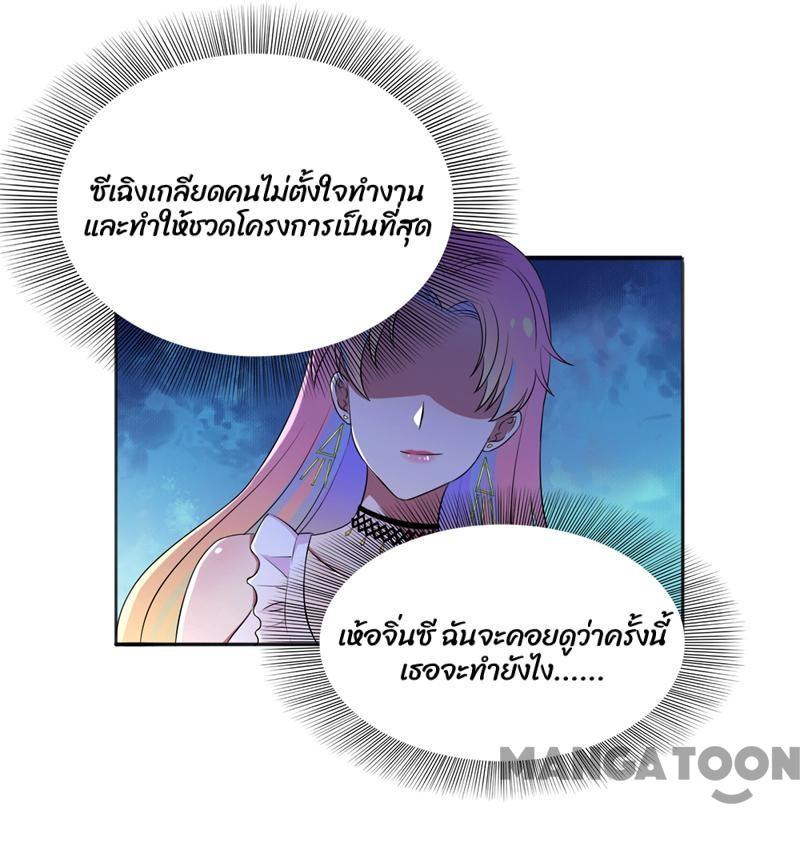 ซีเฉิงเกลียดคนไม่ตั้งใจทำงาน
และทำให้ชวดโครงการเป็นที่สุด
เห้อจิ่นซี ฉันจะคอยดูว่าครั้งนี้
เธอจะทำยังไง......
MANGATOON